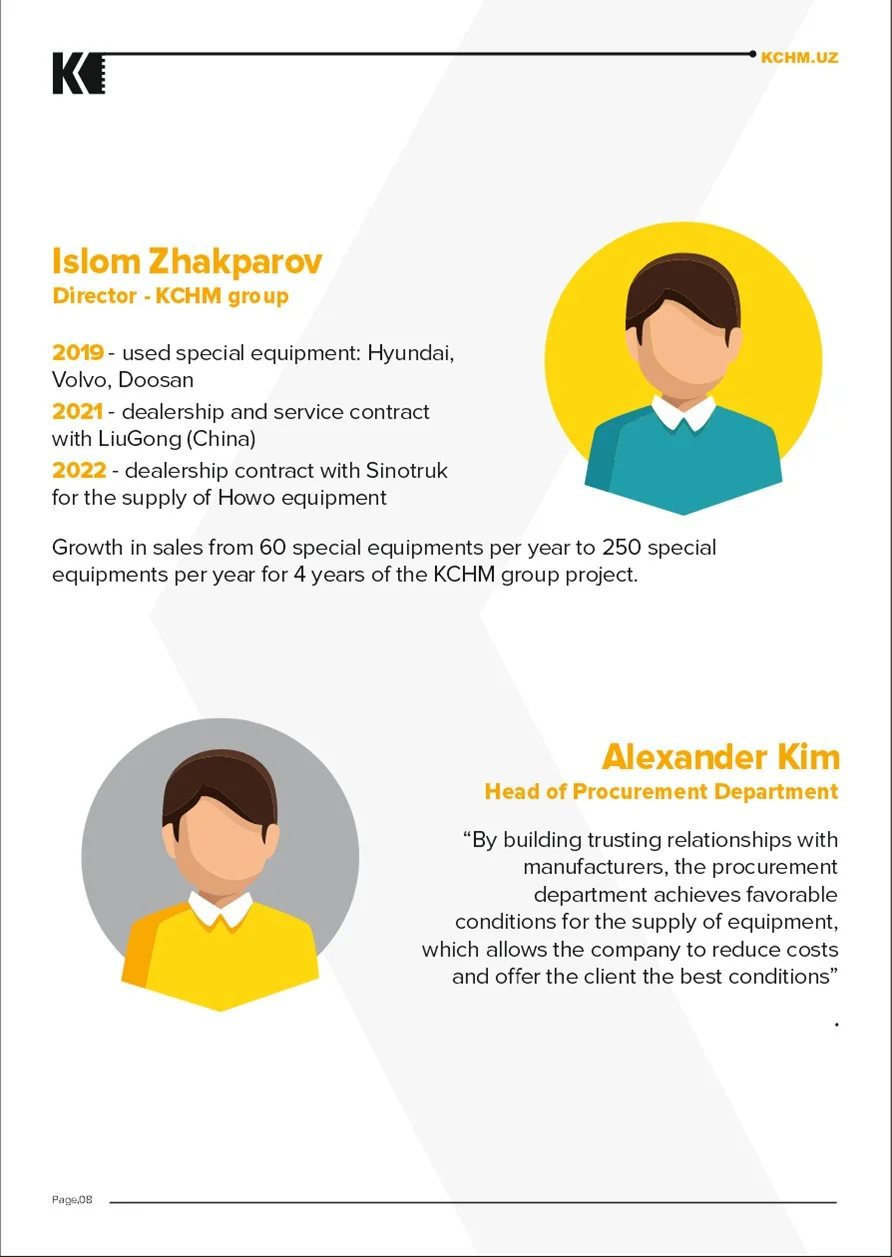 KCHM.UZ
Islom Zhakparov
Director - KCHM group
2019 - used special equipment: Hyundai,
Volvo, Doosan
2021 - dealership and service contract
with LiuGong (China)
2022 - dealership contract with Sinotruk
for the supply of Howo equipment
Growth in sales from 60 special equipments per year to 250 special
equipments per year for 4 years of the KCHM group project.
Alexander Kim
Head of Procurement Department
“By building trusting relationships with
manufacturers, the procurement
department achieves favorable
conditions for the supply of equipment,
which allows the company to reduce costs
and offer the client the best conditions”
.
Page,08